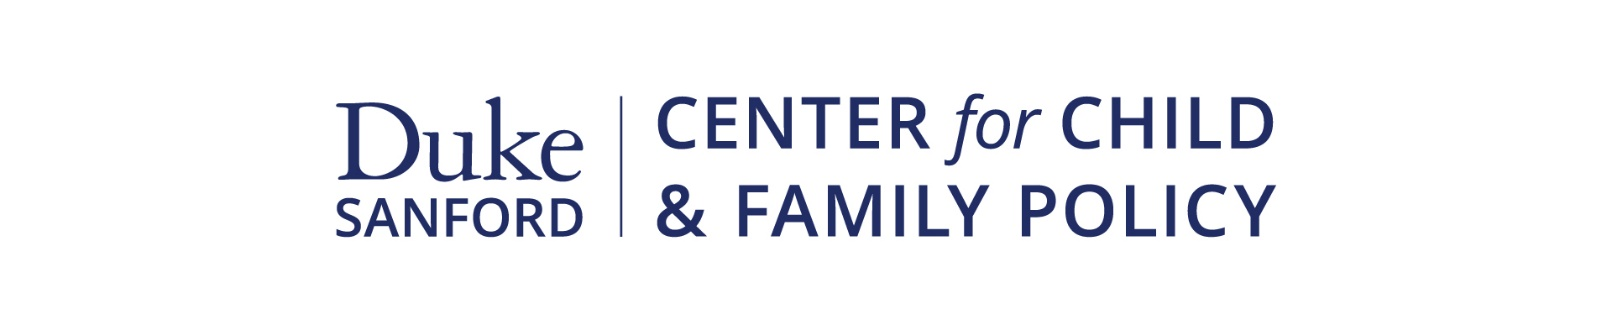 Duke
SANFORD
CENTER for CHILD
& FAMILY POLICY